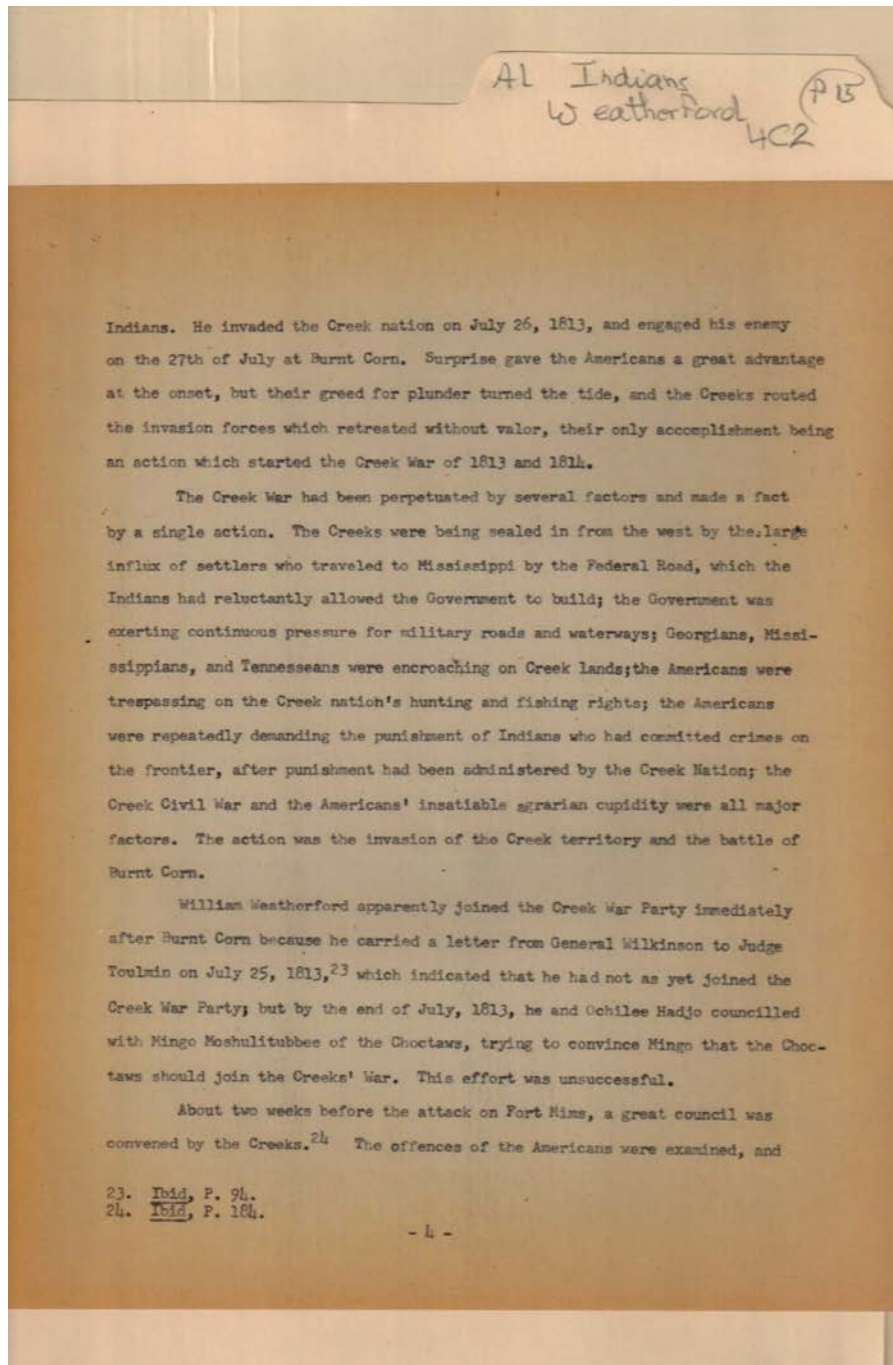 AL Indians
Weatherford
P 15
4C2
Indians. He invaded the Creek nation on July 26, 1813, and engaged his enemy
on the 27th of July at Burnt Corn. Surprise gave the Americans a great advantage
at the onset, but their greed for plunder turned the tide, and the Creeks routed
the invasion forces which retreated without valor, their only accomplishment being
an action which started the Creek War of 1813 and 1814.
The Creek War had been perpetuated by several factors and made a fact
by a single action. The Creeks were being sealed in from the west by the large
influx of settlers who traveled to Mississippi by the Federal Road, which the
Indians had reluctantly allowed the Government to build; the Government was
exerting continuous pressure for military roads and waterways; Georgians, Missi-
ssippians, and Tennesseans were encroaching on Creek lands;the Americans were
trespassing on the Creek nation's hunting and fishing rights; the Americans
were repeatedly demanding the punishment of Indians who had committed crimes on
the frontier, after punishment had been administered by the Creek Nation; the
Creek Civil War and the Americans' insatiable agrarian cupidity were all major
factors. The action was the invasion of the Creek territory and the battle of
Burnt Corn.
William Weatherford apparently joined the Creek War Party immediately
after Burnt Corn because he carried a letter from General Wilkinson to Judge
Toulmin on July 25, 1813,23 which indicated that he had not as yet joined the
Creek War Party; but by the end of July, 1813, he and Ochilee Hadjo councilled
with Mingo Moshulitubbee of the Choctaws, trying to convince Mingo that the Choc-
taws should join the Creeks' War. This effort was unsuccessful.
About two weeks before the attack on Fort Mims, a great council was
convened by the Creeks.24 The offences of the Americans were examined, and
23. Ibid, P. 94.
24. Ibid, P. 184.
- 4 -